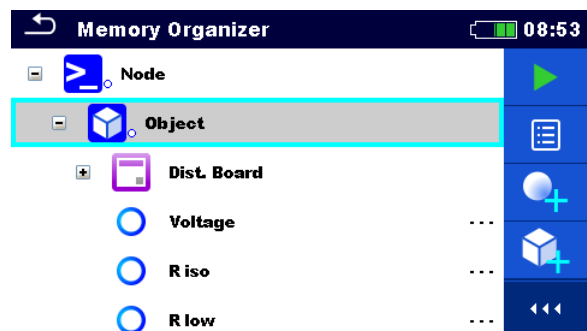 Memory Organizer 08:53
Node
Object
Dist. Board
Voltage ---
R iso ---
R low ---